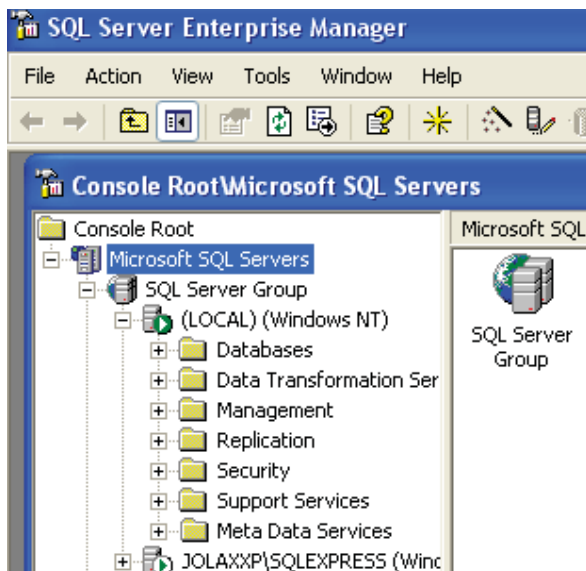 SQL Server Enterprise Manager
File Action View Tools Window Help
Console Root\Microsoft SQL Servers
Console Root
Microsoft SQL
Microsoft SQL Servers
SQL Server Group
(LOCAL) (Windows NT)
Databases
Data Transformation Ser
Management
Replication
Security
Support Services
Meta Data Services
JOLAXXP\SQLEXPRESS (Winc
SQL Server
Group